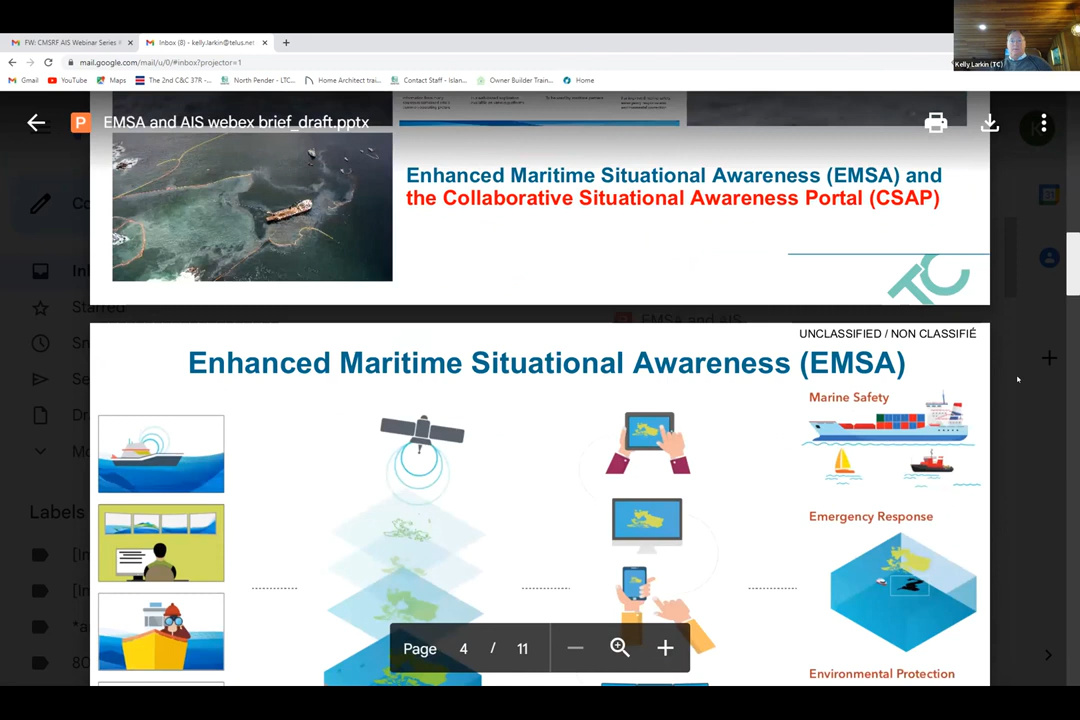 FW: CMSRF AIS Webinar Series #
Inbox (8) - kelly.larkin@telus.net
mail.google.com/mail/u/0/#inbox?projector=1
Gmail
YouTube
Maps
The 2nd C&C 37R -...
North Pender - LTC...
Home Architect trai...
Contact Staff - Islan...
Owner Builder Train...
Home
Kelly Larkin (TC)
P
EMSA and AIS webex brief_draft.pptx
Enhanced Maritime Situational Awareness (EMSA) and
the Collaborative Situational Awareness Portal (CSAP)
TC
Starred
EMSA and AIS
UNCLASSIFIED / NON CLASSIFIÉ
Enhanced Maritime Situational Awareness (EMSA)
Marine Safety
Emergency Response
Labels
Page 4 / 11
Environmental Protection